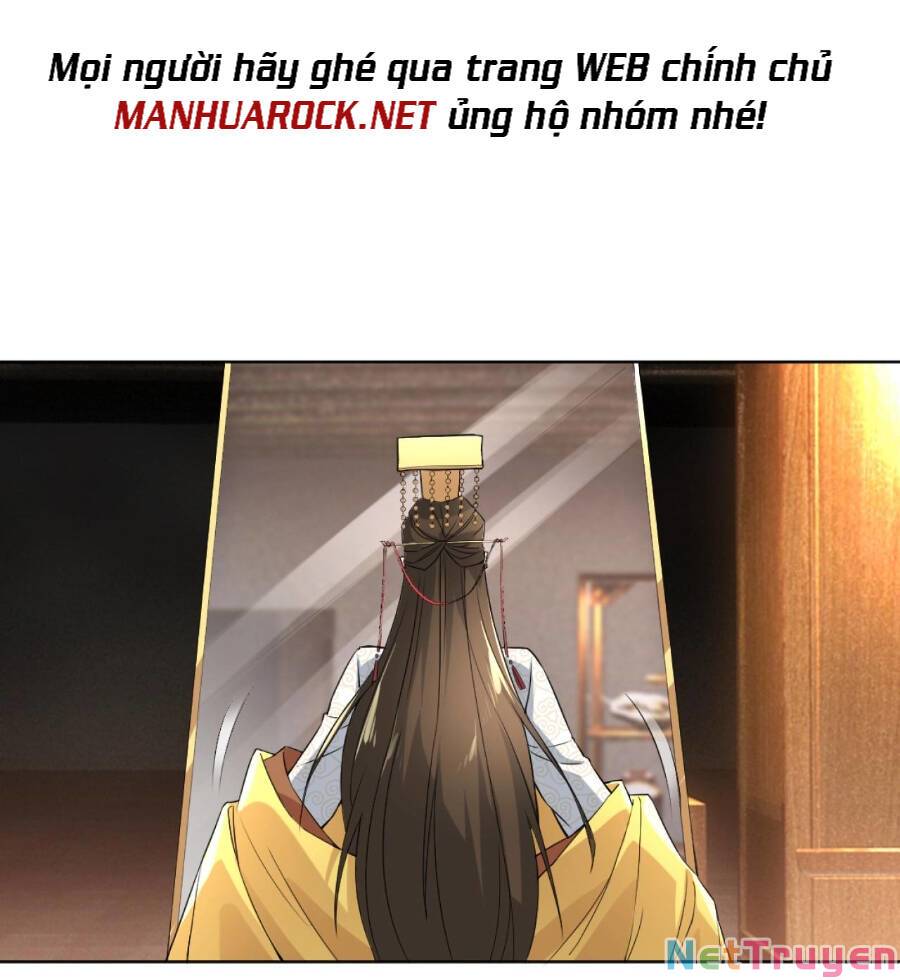 Mọi người hãy ghé qua trang WEB chính chủ
MANHUAROCK.NET ủng hộ nhóm nhé!
NetTruyen